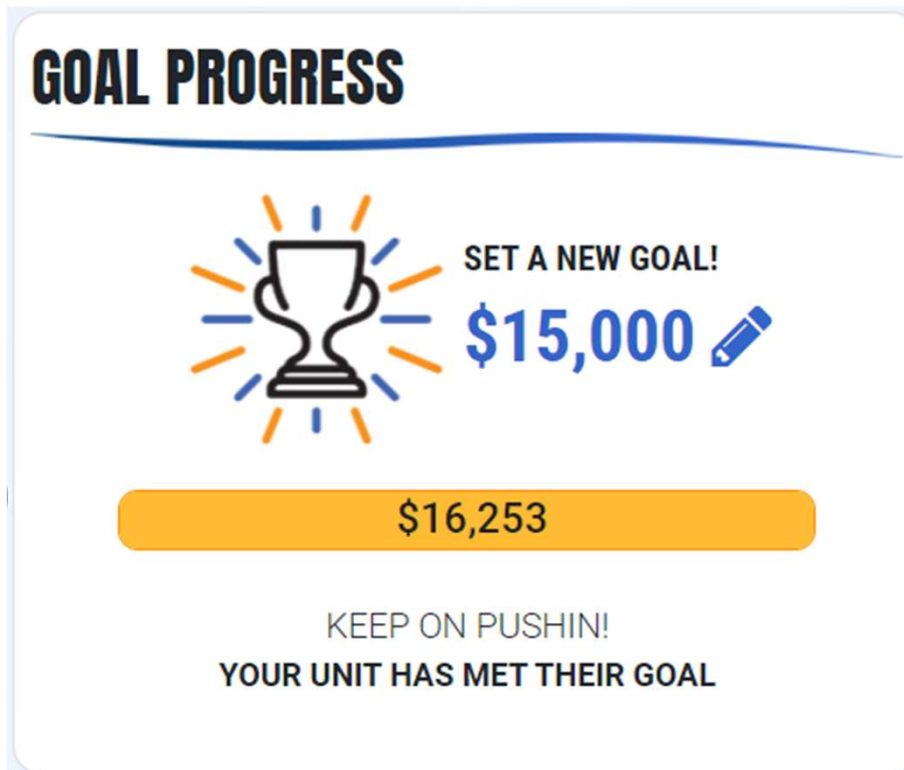 GOAL PROGRESS
SET A NEW GOAL!
$15,000
$16,253
KEEP ON PUSHIN!
YOUR UNIT HAS MET THEIR GOAL